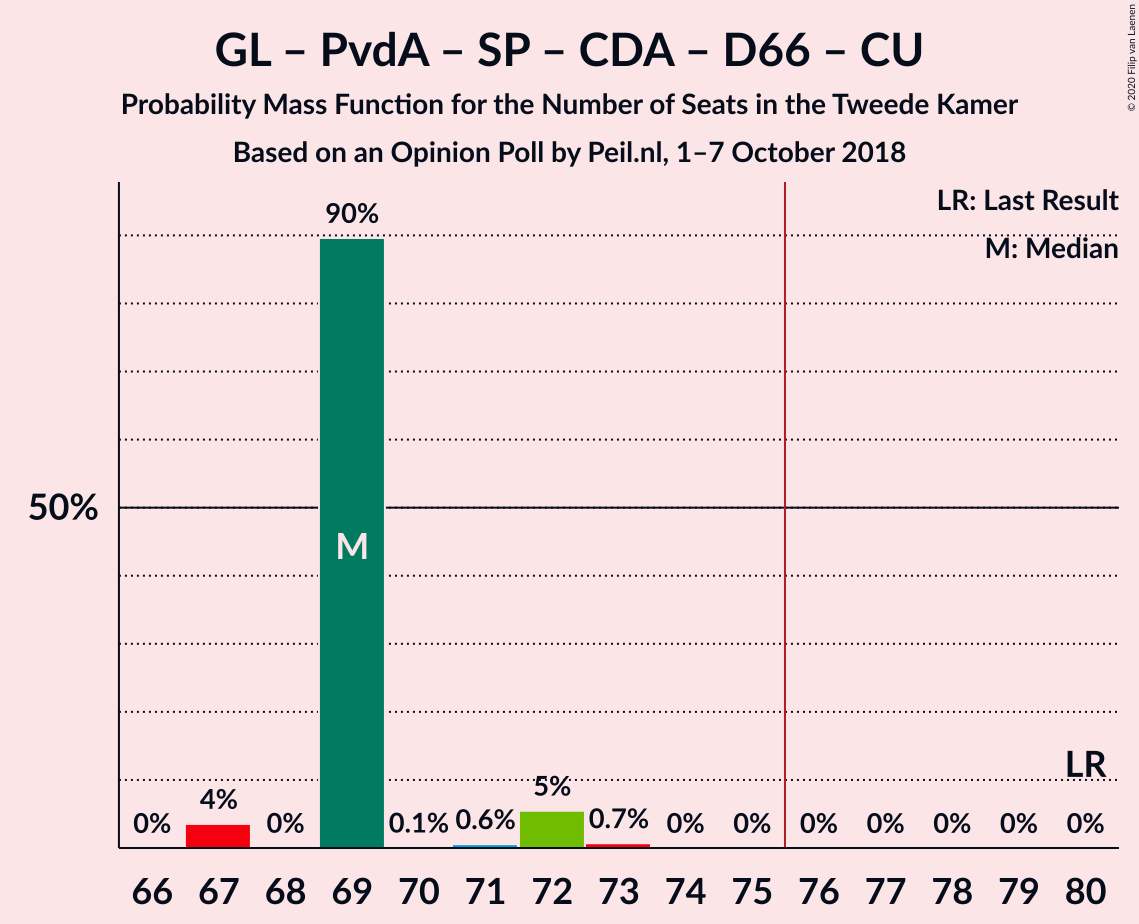 GL – PvdA – SP – CDA – D66 – CU
Probability Mass Function for the Number of Seats in the Tweede Kamer
Based on an Opinion Poll by Peil.nl, 1–7 October 2018
© 2020 Filip van Laenen
LR: Last Result
M: Median
90%
50%
M
LR
0% 4% 0% 0.1% 0.6% 5% 0.7% 0% 0% 0% 0% 0% 0% 0%
66 67 68 69 70 71 72 73 74 75 76 77 78 79 80